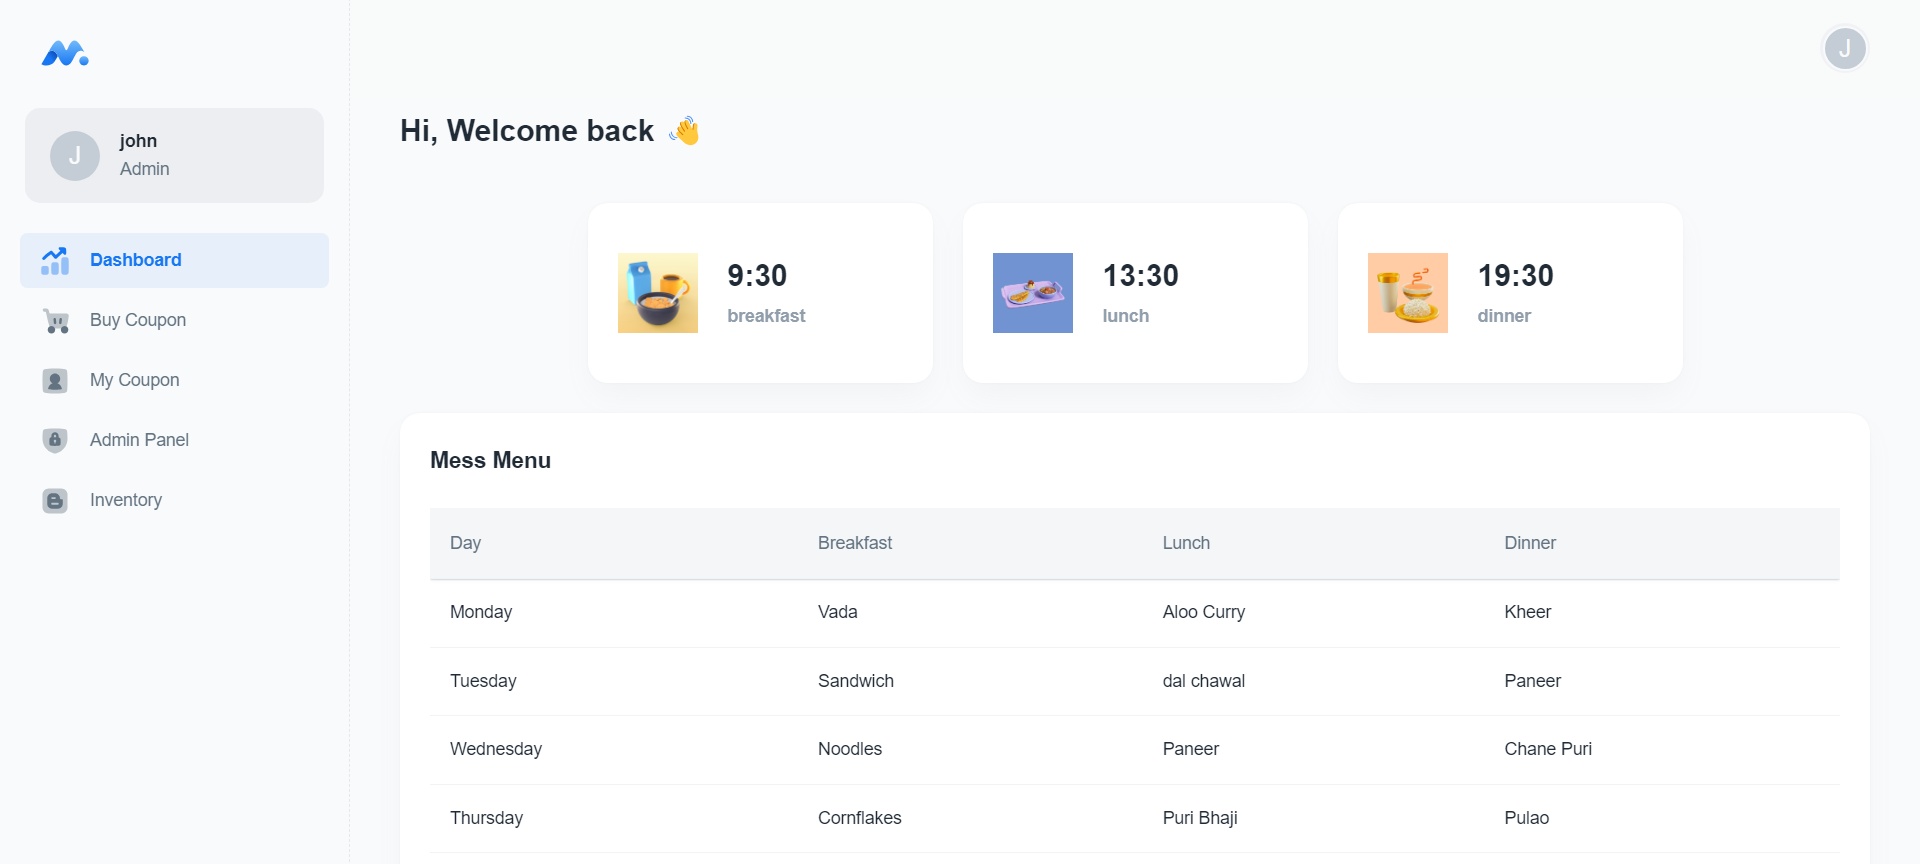 J
J
john
Admin
Dashboard
Buy Coupon
My Coupon
Admin Panel
Inventory
Hi, Welcome back 👋
9:30
breakfast
13:30
lunch
19:30
dinner
Mess Menu
Day Breakfast Lunch Dinner
Monday Vada Aloo Curry Kheer
Tuesday Sandwich dal chawal Paneer
Wednesday Noodles Paneer Chane Puri
Thursday Cornflakes Puri Bhaji Pulao